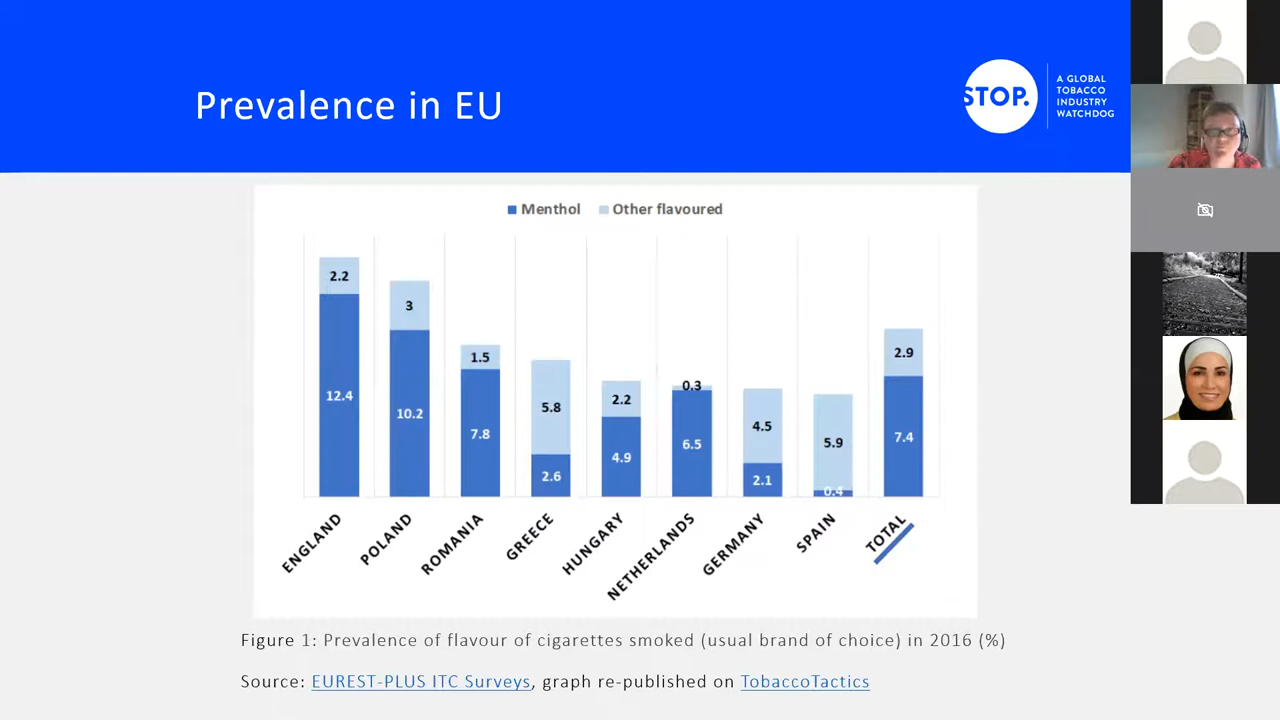 Prevalence in EU
STOP.
A GLOBAL
TOBACCO
INDUSTRY
WATCHDOG
Menthol Other flavoured
2.2 3 1.5 5.8 2.2 0.3 4.5 5.9 2.9
12.4 10.2 7.8 2.6 4.9 6.5 2.1 0.4 7.4
ENGLAND POLAND ROMANIA GREECE HUNGARY NETHERLANDS GERMANY SPAIN TOTAL
Figure 1: Prevalence of flavour of cigarettes smoked (usual brand of choice) in 2016 (%)
Source: EUREST-PLUS ITC Surveys, graph re-published on TobaccoTactics